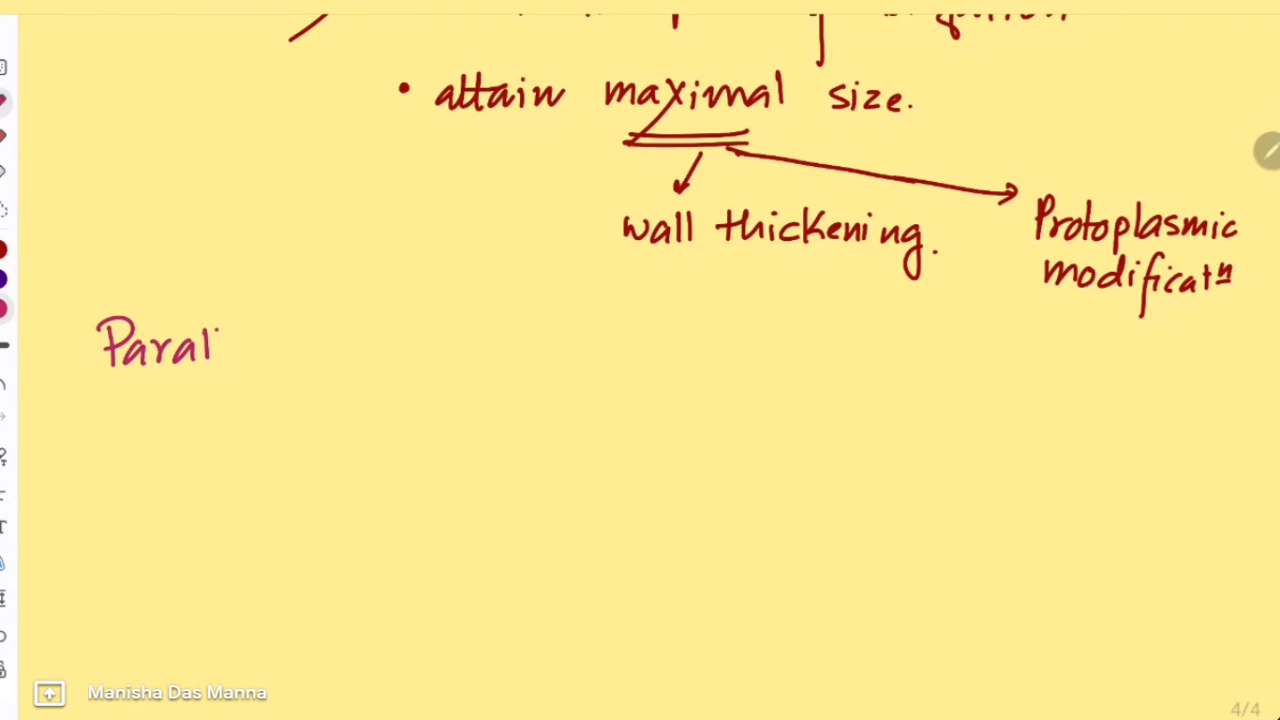 • attain maximal size.
wall thickening.
Protoplasmic
modificatn
Paral
Manisha Das Manna
4/4